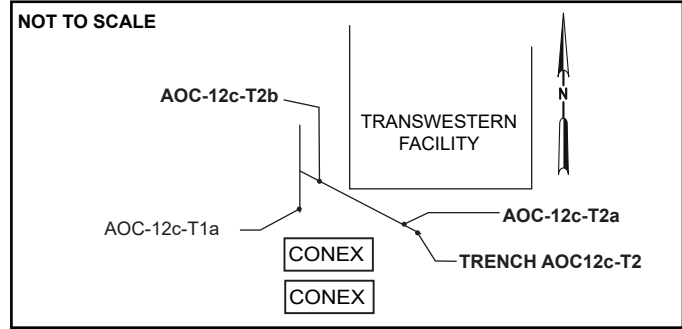 NOT TO SCALE
AOC-12c-T2b
TRANSWESTERN
FACILITY
N
AOC-12c-T1a
AOC-12c-T2a
CONEX
TRENCH AOC12c-T2
CONEX